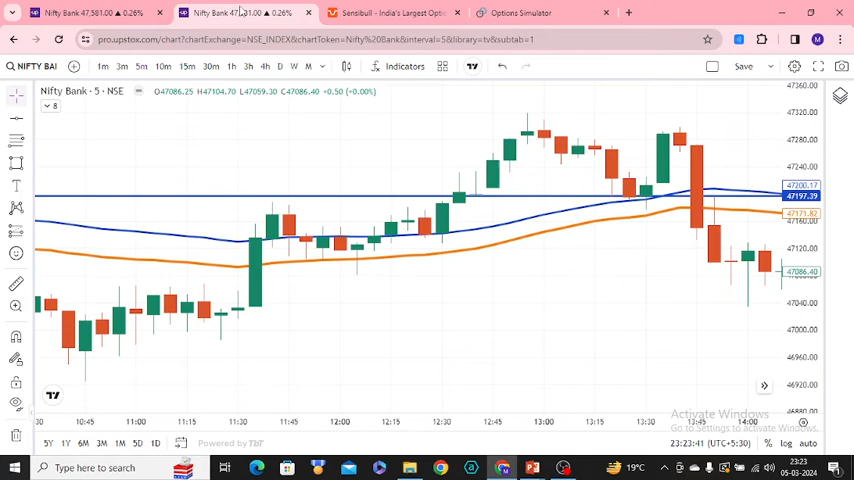 Nifty Bank 47,581.00 ▲ 0.26%
Nifty Bank 47,581.00 ▲ 0.26%
Sensibull - India's Largest Opti
Options Simulator
pro.upstox.com/chart?chartExchange=NSE_INDEX&chartToken=Nifty%20Bank&interval=5&library=tv&subtab=1
NIFTY BAI
1m 3m 5m 10m 15m 30m 1h 3h 4h D W M
Indicators
Save
Nifty Bank · 5 · NSE
O47086.25 H47104.70 L47059.30 C47086.40 +0.50 (+0.00%)
8
47360.00
47320.00
47280.00
47240.00
47200.17
47197.39
47171.82
47160.00
47120.00
47086.40
47040.00
47000.00
46960.00
46920.00
46880.00
:30 10:45 11:00 11:15 11:30 11:45 12:00 12:15 12:30 12:45 13:00 13:15 13:30 13:45 14:00
Activate Windows
Go to Settings to activate Windows.
5Y 1Y 6M 3M 1M 5D 1D
Powered by TbT
23:23:41 (UTC+5:30) % log auto
Type here to search
19°C
23:23
05-03-2024